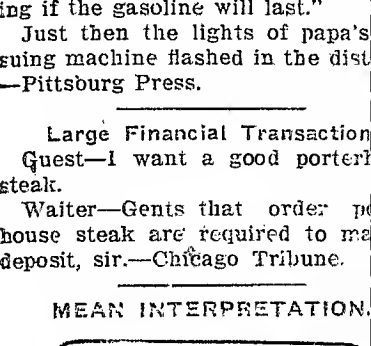 ing if the gasoline will last."
Just then the lights of papa's
suing machine flashed in the dist
—Pittsburg Press.
Large Financial Transaction
Guest—I want a good porterh
steak.
Waiter—Gents that order po
house steak are required to ma
deposit, sir.—Chicago Tribune.
MEAN INTERPRETATION.